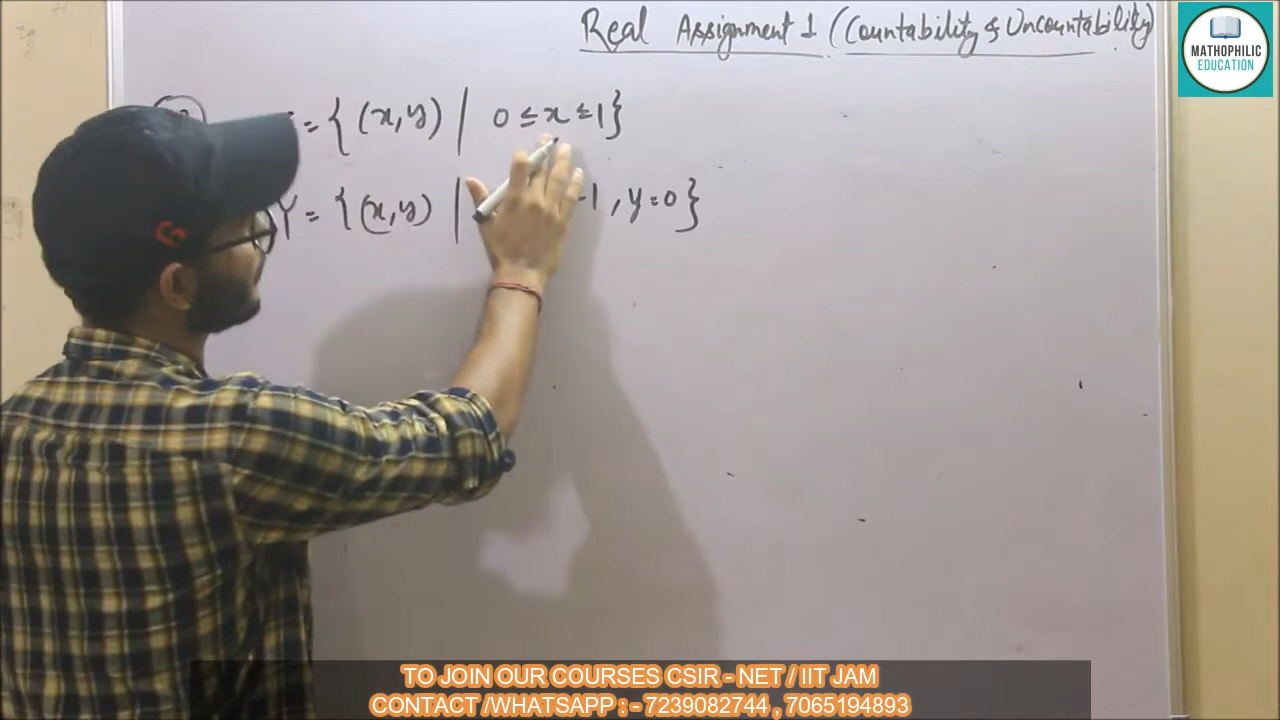 Real Assignment 1 (Countability & Uncountability)
MATHOPHILIC
EDUCATION
= { (x,y) | 0 ≤ x ≤ 1}
Y = { (x,y) | -1 , y=0}
TO JOIN OUR COURSES CSIR - NET / IIT JAM
CONTACT /WHATSAPP : - 7239082744 , 7065194893